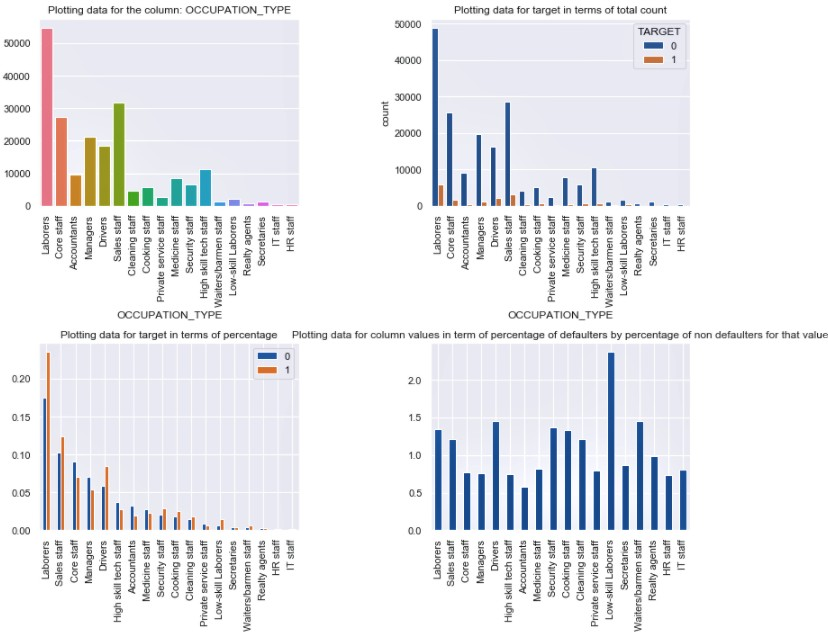 Plotting data for the column: OCCUPATION_TYPE
50000
40000
30000
20000
10000
0
Laborers
Core staff
Accountants
Managers
Drivers
Sales staff
Cleaning staff
Cooking staff
Private service staff
Medicine staff
Security staff
High skill tech staff
Waiters/barmen staff
Low-skill Laborers
Realty agents
Secretaries
IT staff
HR staff
OCCUPATION_TYPE
Plotting data for target in terms of total count
TARGET
0
1
count
50000
40000
30000
20000
10000
0
Laborers
Core staff
Accountants
Managers
Drivers
Sales staff
Cleaning staff
Cooking staff
Private service staff
Medicine staff
Security staff
High skill tech staff
Waiters/barmen staff
Low-skill Laborers
Realty agents
Secretaries
IT staff
HR staff
OCCUPATION_TYPE
Plotting data for target in terms of percentage
0
1
0.20
0.15
0.10
0.05
0.00
Laborers
Sales staff
Core staff
Managers
Drivers
High skill tech staff
Accountants
Medicine staff
Security staff
Cooking staff
Cleaning staff
Private service staff
Low-skill Laborers
Secretaries
Waiters/barmen staff
Realty agents
HR staff
IT staff
Plotting data for column values in term of percentage of defaulters by percentage of non defaulters for that value
2.0
1.5
1.0
0.5
0.0
Laborers
Sales staff
Core staff
Managers
Drivers
High skill tech staff
Accountants
Medicine staff
Security staff
Cooking staff
Cleaning staff
Private service staff
Low-skill Laborers
Secretaries
Waiters/barmen staff
Realty agents
HR staff
IT staff